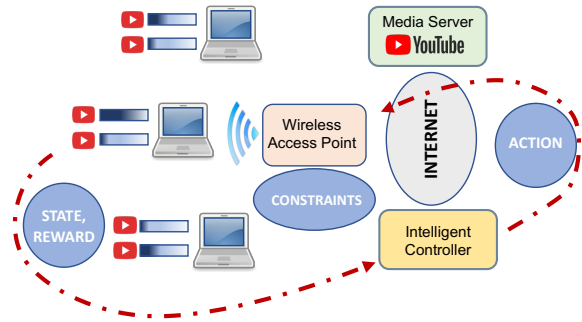 Media Server
YouTube
Wireless
Access Point
INTERNET
ACTION
CONSTRAINTS
STATE,
REWARD
Intelligent
Controller